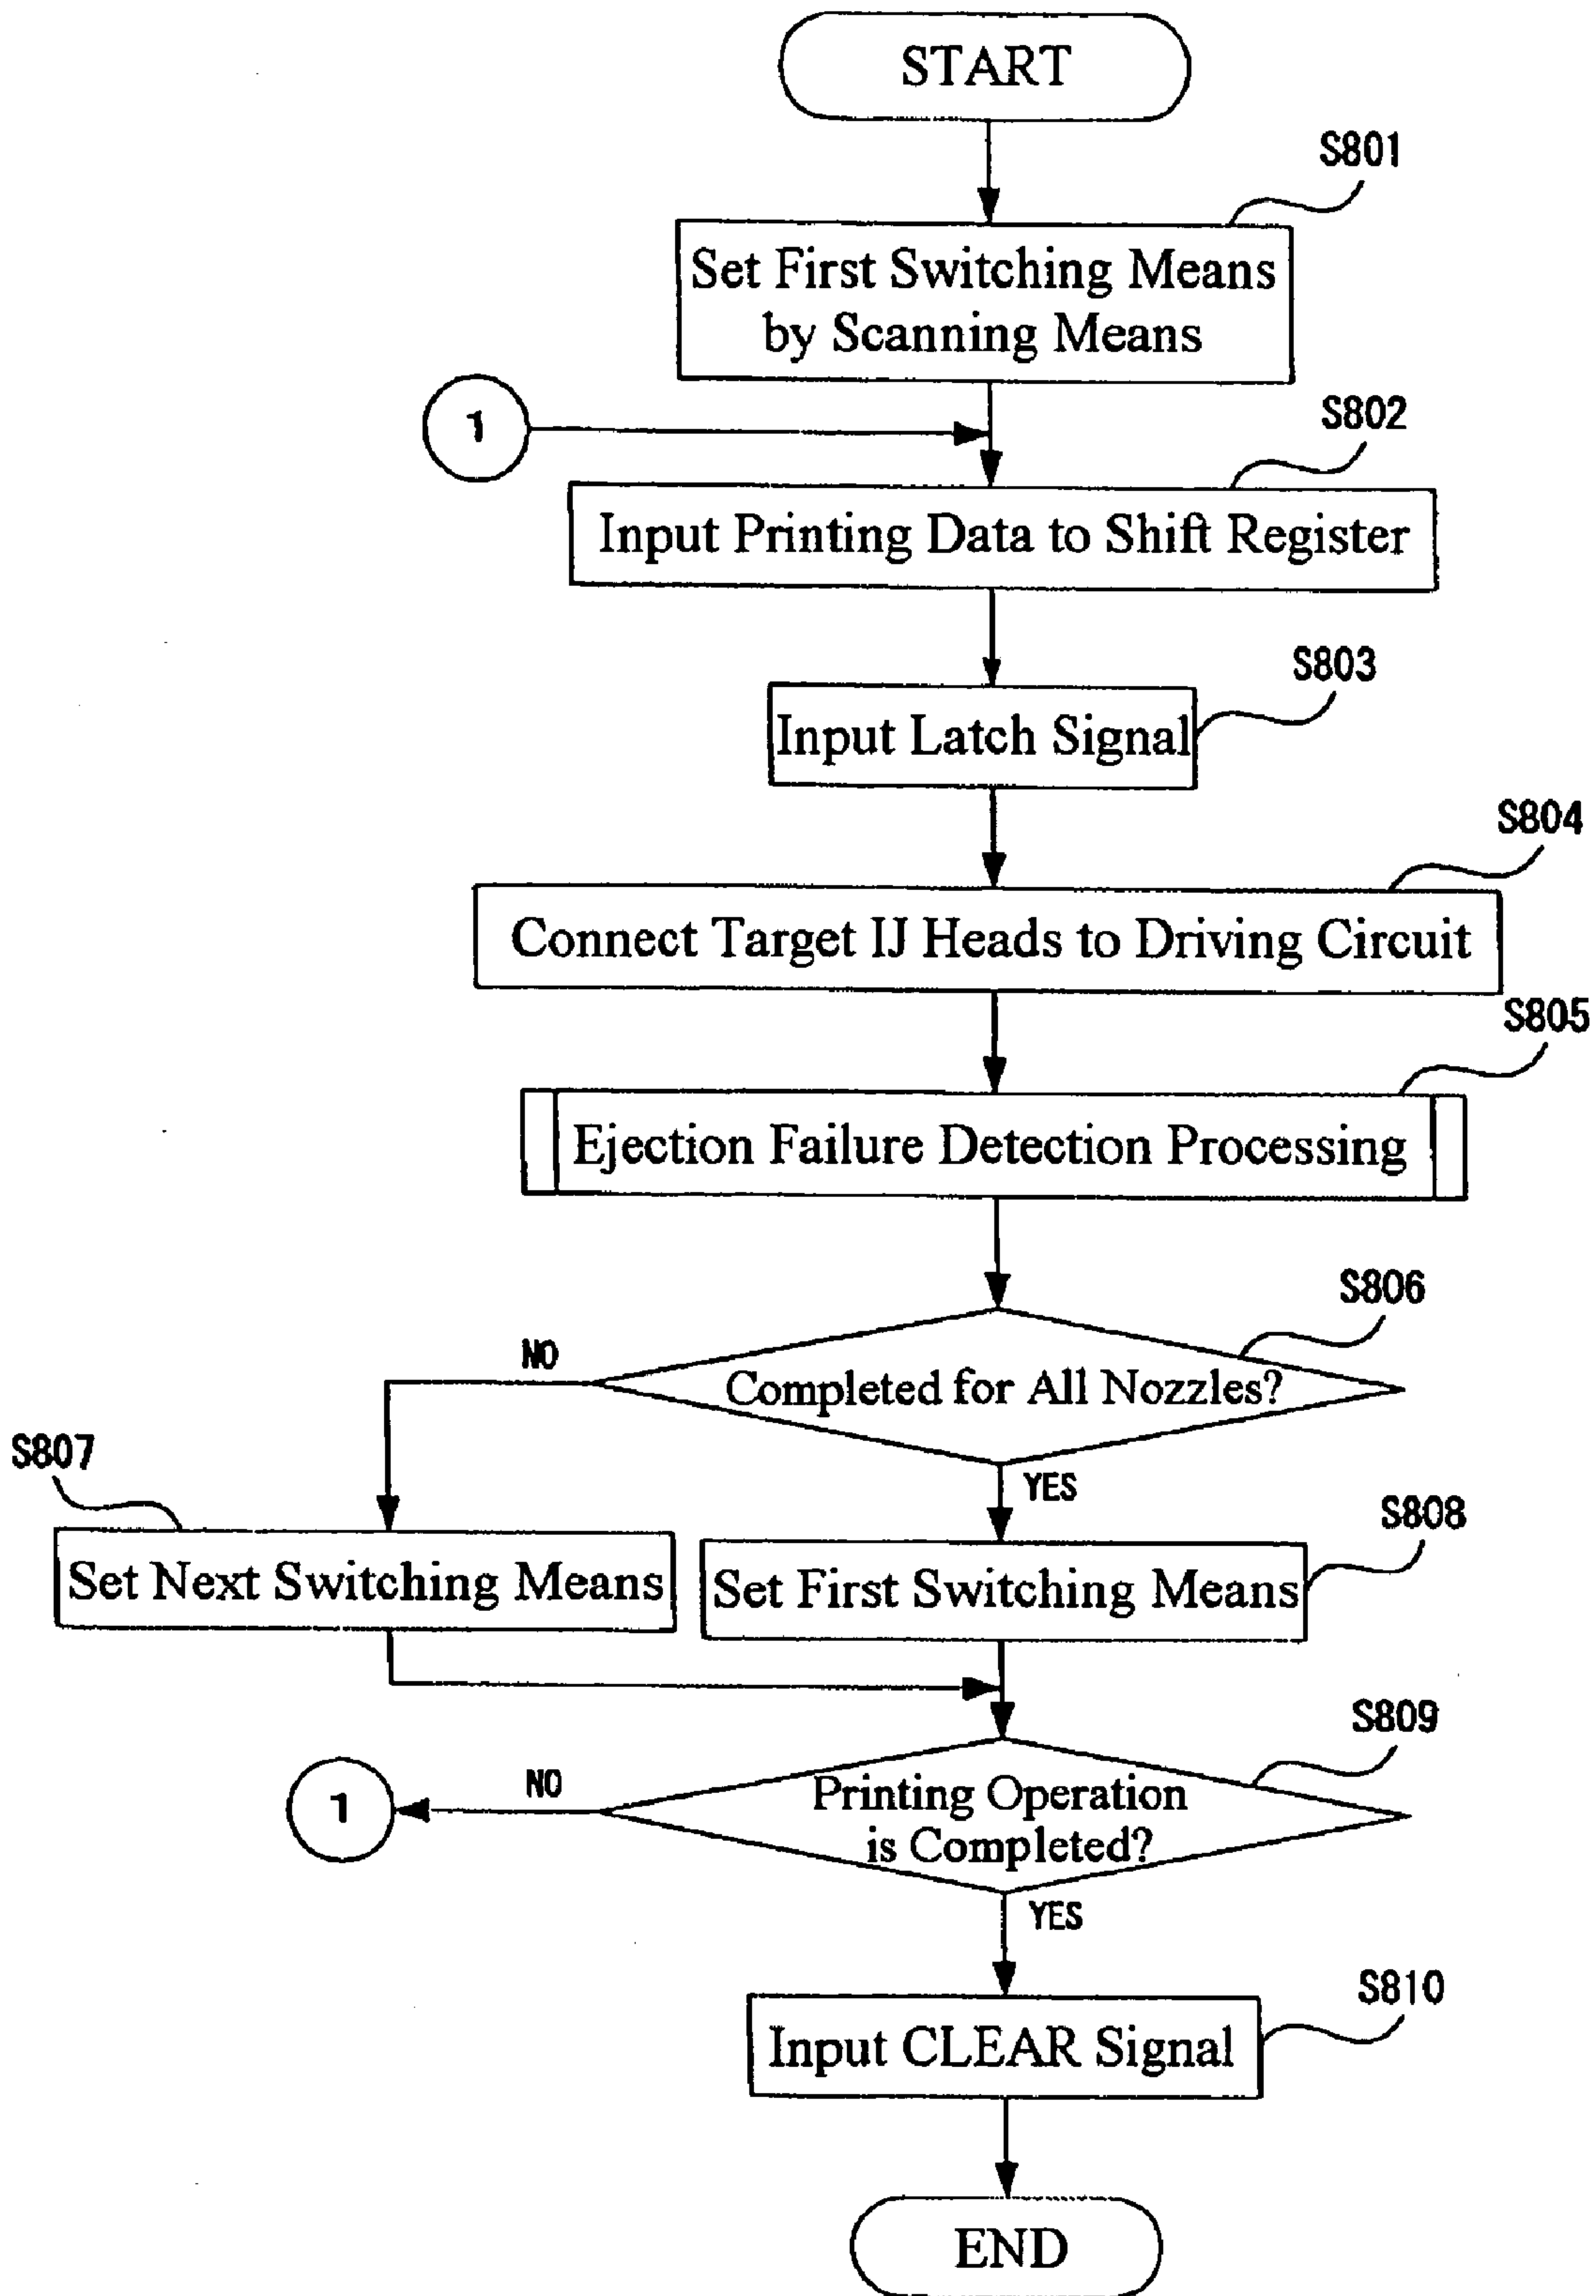 START
S801
Set First Switching Means
by Scanning Means
1
S802
Input Printing Data to Shift Register
S803
Input Latch Signal
S804
Connect Target IJ Heads to Driving Circuit
S805
Ejection Failure Detection Processing
S806
NO
Completed for All Nozzles?
S807
YES
S808
Set Next Switching Means
Set First Switching Means
S809
1
NO
Printing Operation
is Completed?
YES
S810
Input CLEAR Signal
END